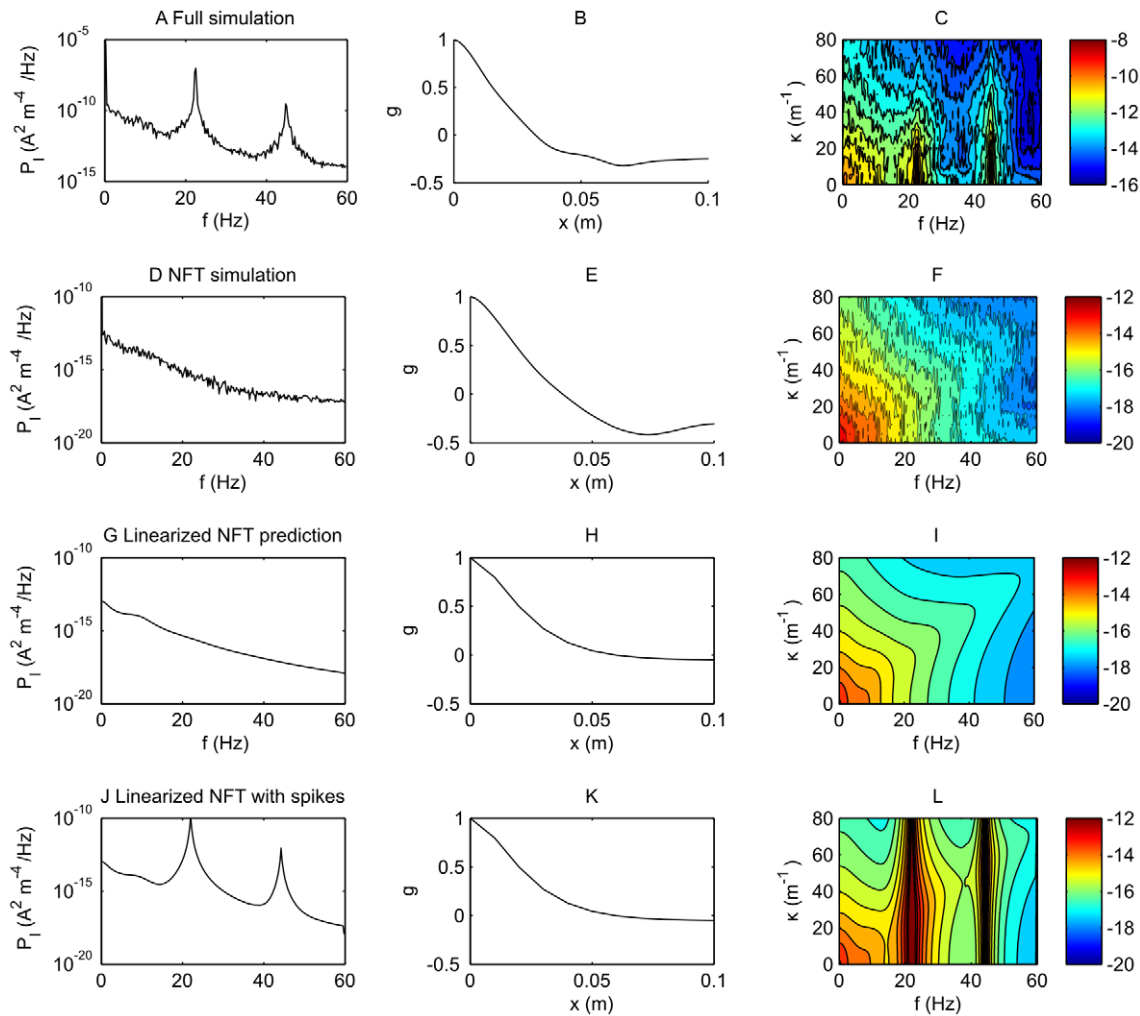 A Full simulation
B
C
10^-5
10^-10
10^-15
P_I (A^2 m^-4 /Hz)
0 20 40 60
f (Hz)
1
0.5
0
-0.5
g
0 0.05 0.1
x (m)
80
60
40
20
0
κ (m^-1)
0 20 40 60
f (Hz)
-8
-10
-12
-14
-16
D NFT simulation
E
F
10^-10
10^-15
10^-20
P_I (A^2 m^-4 /Hz)
0 20 40 60
f (Hz)
1
0.5
0
-0.5
g
0 0.05 0.1
x (m)
80
60
40
20
0
κ (m^-1)
0 20 40 60
f (Hz)
-12
-14
-16
-18
-20
G Linearized NFT prediction
H
I
10^-10
10^-15
10^-20
P_I (A^2 m^-4 /Hz)
0 20 40 60
f (Hz)
1
0.5
0
-0.5
g
0 0.05 0.1
x (m)
80
60
40
20
0
κ (m^-1)
0 20 40 60
f (Hz)
-12
-14
-16
-18
-20
J Linearized NFT with spikes
K
L
10^-10
10^-15
10^-20
P_I (A^2 m^-4 /Hz)
0 20 40 60
f (Hz)
1
0.5
0
-0.5
g
0 0.05 0.1
x (m)
80
60
40
20
0
κ (m^-1)
0 20 40 60
f (Hz)
-12
-14
-16
-18
-20